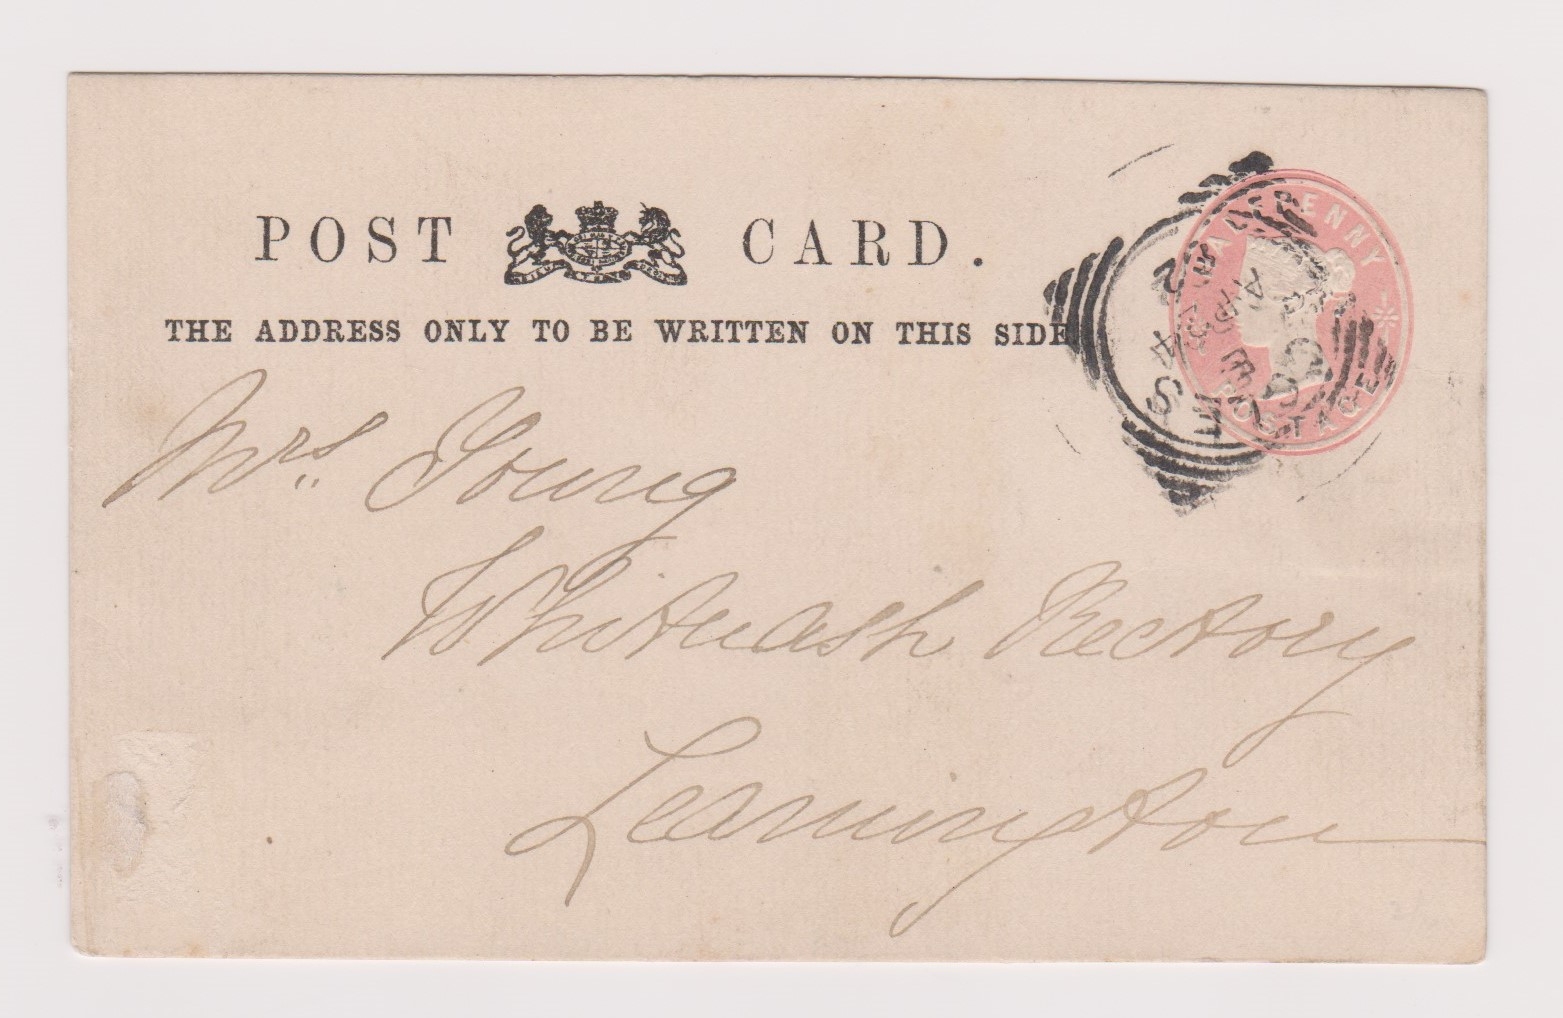 POST CARD.
THE ADDRESS ONLY TO BE WRITTEN ON THIS SIDE.
HALFPENNY
POSTAGE
Mrs. Young
Whitnash Rectory
Leamington